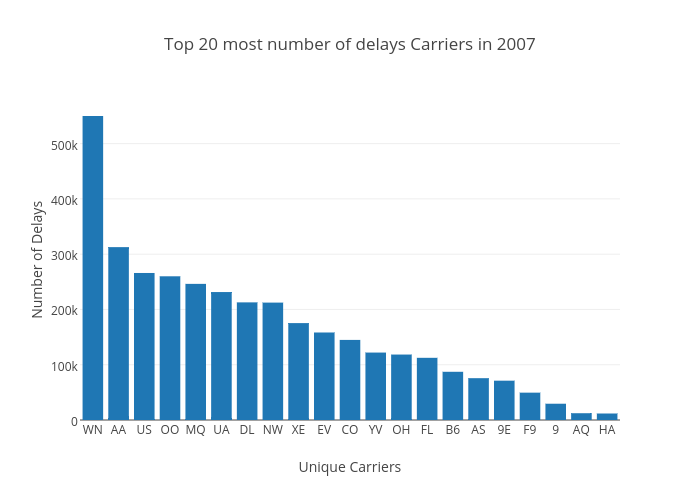 Top 20 most number of delays Carriers in 2007
Number of Delays
500k
400k
300k
200k
100k
0
WN AA US OO MQ UA DL NW XE EV CO YV OH FL B6 AS 9E F9 9 AQ HA
Unique Carriers